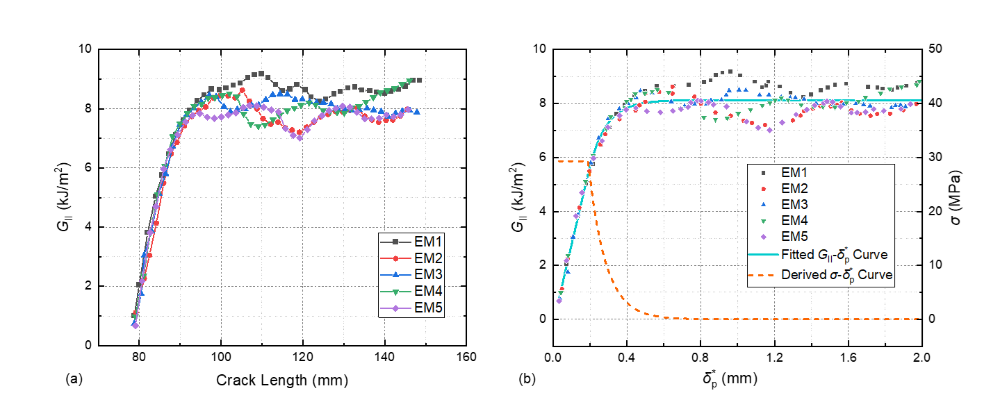 10
8
6
4
2
0
80
100
120
140
160
G_II (kJ/m²)
Crack Length (mm)
EM1
EM2
EM3
EM4
EM5
(a)
10
8
6
4
2
0
0.0
0.4
0.8
1.2
1.6
2.0
50
40
30
20
10
0
G_II (kJ/m²)
σ (MPa)
δ*_p (mm)
EM1
EM2
EM3
EM4
EM5
Fitted G_II-δ*_p Curve
Derived σ-δ*_p Curve
(b)